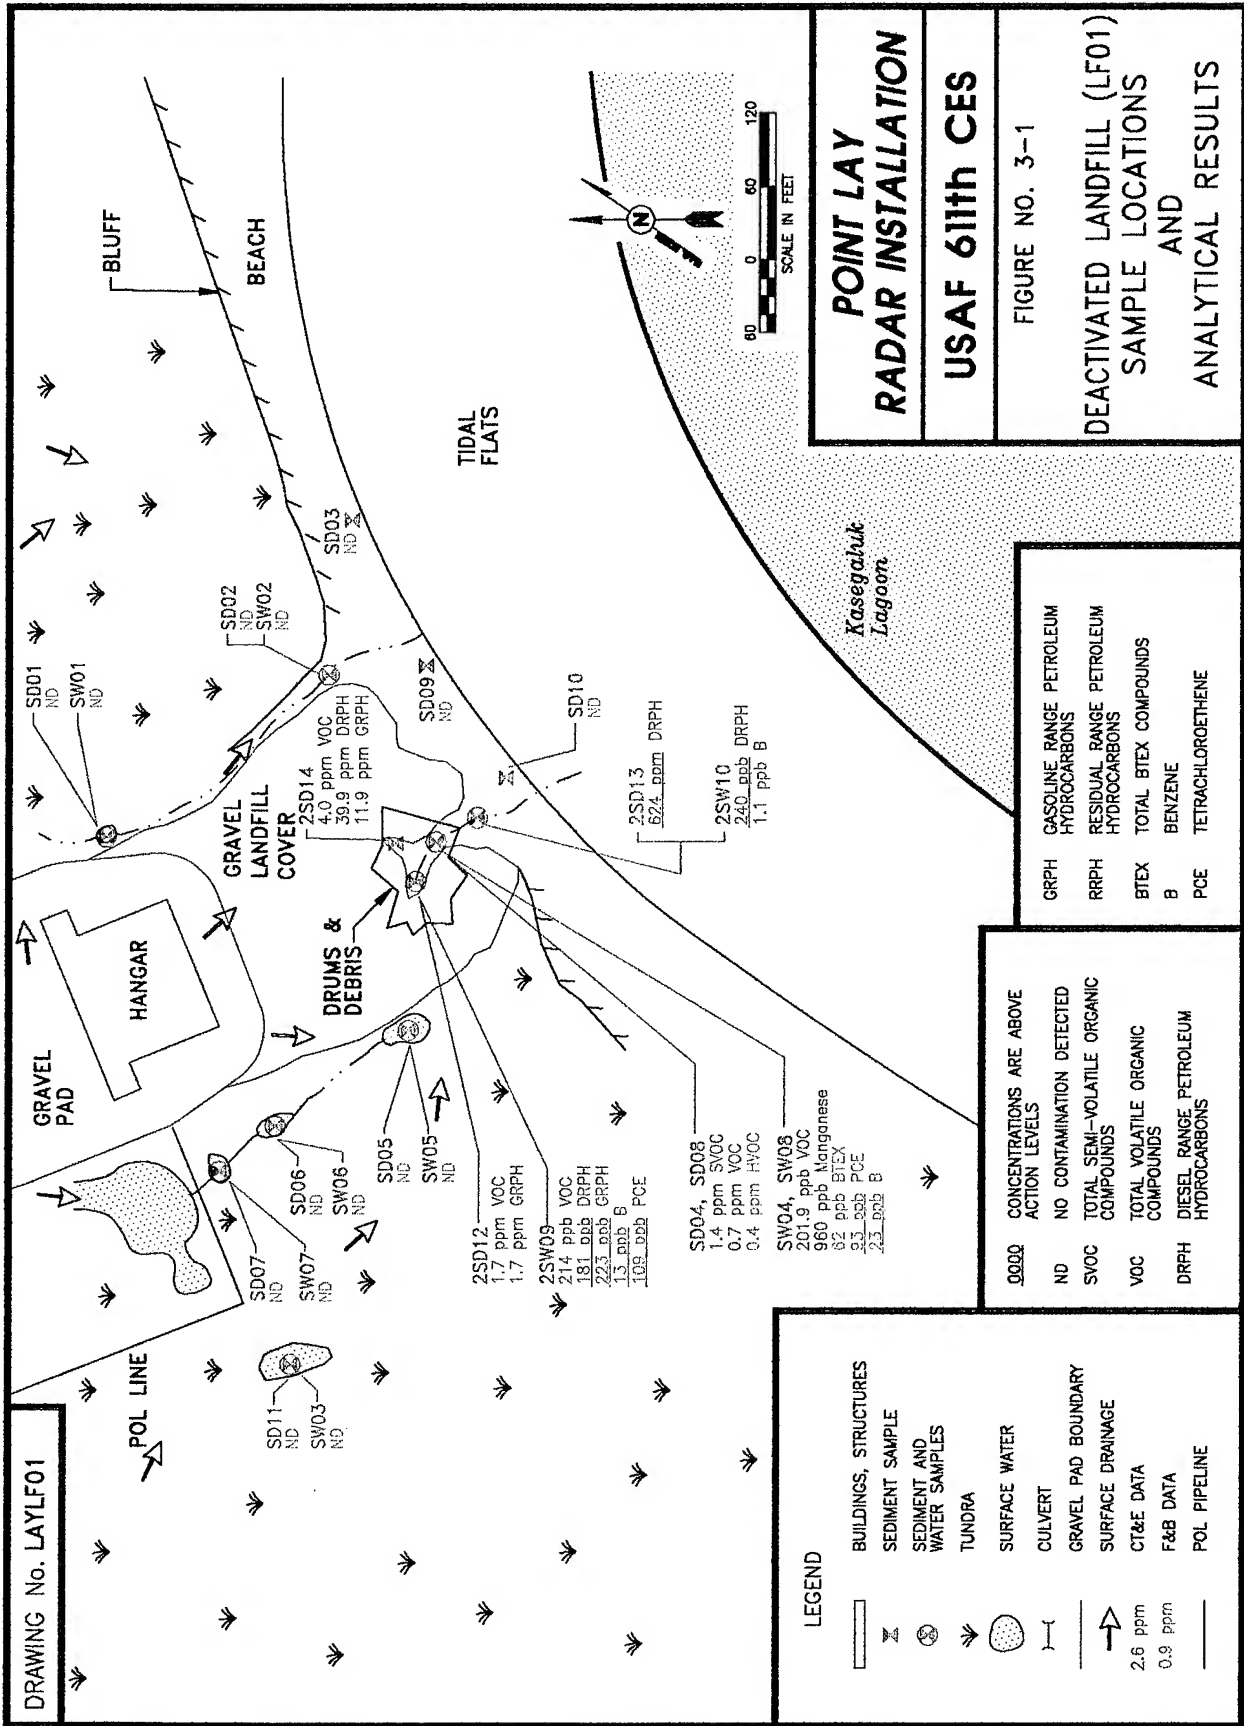 DRAWING No. LAYLF01
POL LINE
SD11
ND
SW03
ND
SD07
ND
SW07
ND
SD06
ND
SW06
ND
SD05
ND
SW05
ND
GRAVEL
PAD
HANGAR
SD01
ND
SW01
ND
SD02
ND
SW02
ND
SD03
ND
SD09
ND
SD10
ND
BLUFF
BEACH
TIDAL
FLATS
GRAVEL
LANDFILL
COVER
DRUMS &
DEBRIS
2SD14
4.0 ppm VOC
39.9 ppm DRPH
11.9 ppm GRPH
2SD13
624 ppm DRPH
2SW10
240 ppb DRPH
1.1 ppb B
2SD12
1.7 ppm VOC
1.7 ppm GRPH
2SW09
214 ppb VOC
181 ppb DRPH
223 ppb GRPH
13 ppb B
109 ppb PCE
SD04, SD08
1.4 ppm SVOC
0.7 ppm VOC
0.4 ppm HVOC
SW04, SW08
201.9 ppb VOC
960 ppb Manganese
62 ppb BTEX
93 ppb PCE
23 ppb B
Kasegaluk
Lagoon
N
60 0 60 120
SCALE IN FEET
LEGEND
BUILDINGS, STRUCTURES
SEDIMENT SAMPLE
SEDIMENT AND
WATER SAMPLES
TUNDRA
SURFACE WATER
CULVERT
GRAVEL PAD BOUNDARY
SURFACE DRAINAGE
2.6 ppm CT&E DATA
0.9 ppm F&B DATA
POL PIPELINE
0000 CONCENTRATIONS ARE ABOVE
ACTION LEVELS
ND NO CONTAMINATION DETECTED
SVOC TOTAL SEMI-VOLATILE ORGANIC
COMPOUNDS
VOC TOTAL VOLATILE ORGANIC
COMPOUNDS
DRPH DIESEL RANGE PETROLEUM
HYDROCARBONS
GRPH GASOLINE RANGE PETROLEUM
HYDROCARBONS
RRPH RESIDUAL RANGE PETROLEUM
HYDROCARBONS
BTEX TOTAL BTEX COMPOUNDS
B BENZENE
PCE TETRACHLOROETHENE
POINT LAY
RADAR INSTALLATION
USAF 611th CES
FIGURE NO. 3-1
DEACTIVATED LANDFILL (LF01)
SAMPLE LOCATIONS
AND
ANALYTICAL RESULTS